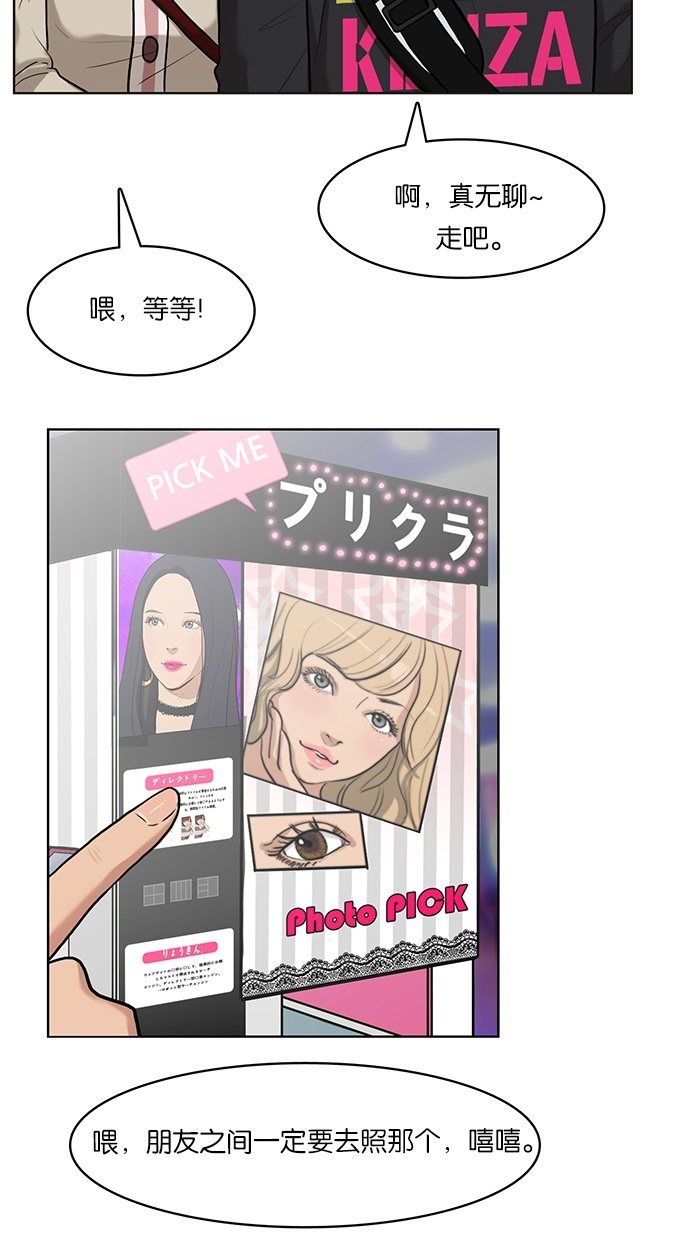 KENZA
啊，真无聊~
走吧。
喂，等等!
PICK ME
プリクラ
ディレクトリー
Photo PICK
りょうきん
喂，朋友之间一定要去照那个，嘻嘻。